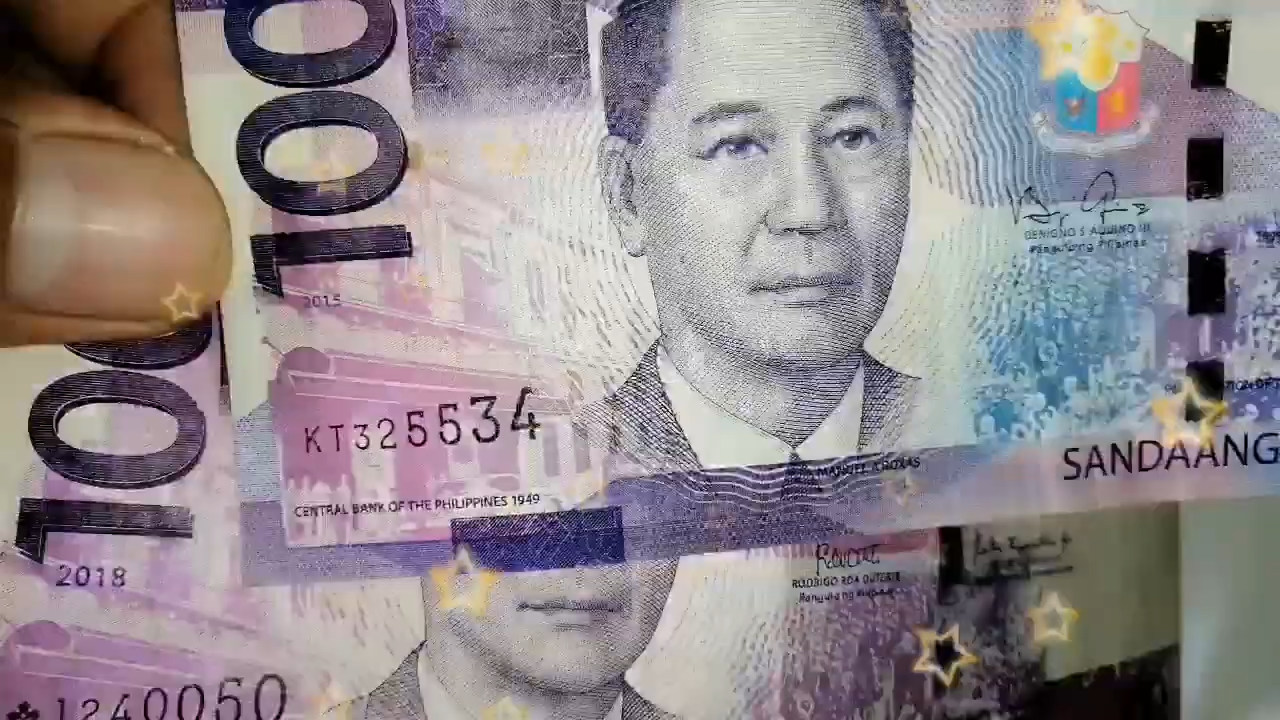 100
2015
KT325534
CENTRAL BANK OF THE PHILIPPINES 1949
MANUEL A ROXAS
BENIGNO S AQUINO III
Pangulo ng Pilipinas
SANDAANG
100
2018
1240050
RODRIGO ROA DUTERTE
Pangulo ng Pilipinas